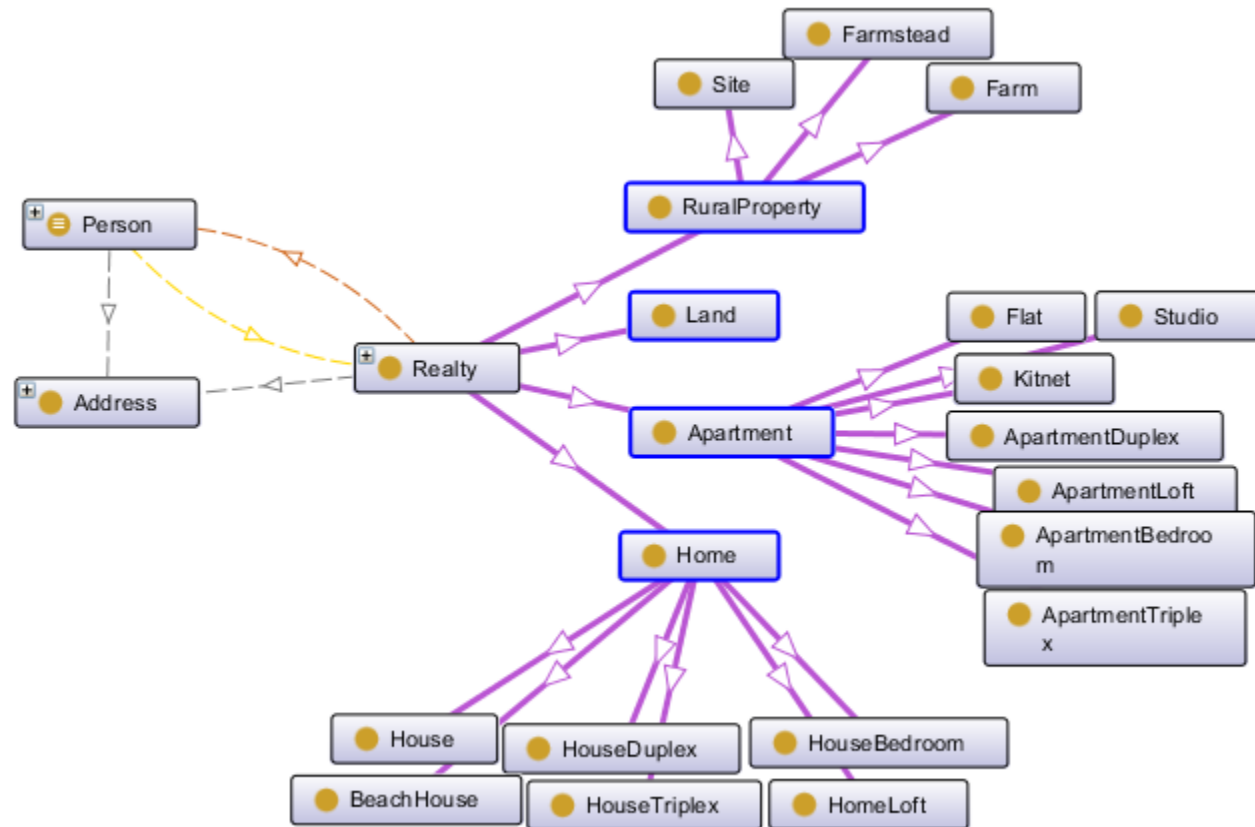 Farmstead
Site
Farm
Person
RuralProperty
Land
Flat
Studio
Realty
Kitnet
Address
Apartment
ApartmentDuplex
ApartmentLoft
ApartmentBedroo
m
Home
ApartmentTriple
x
House
HouseDuplex
HouseBedroom
BeachHouse
HouseTriplex
HomeLoft